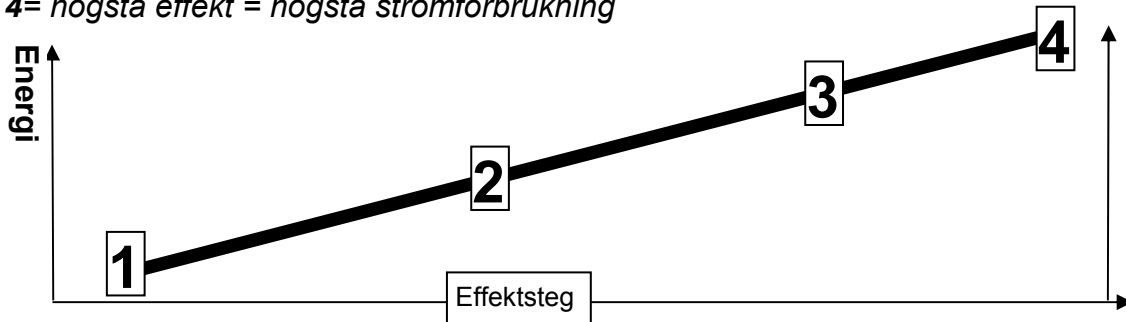 4= högsta effekt = högsta strömförbrukning
Energi
4
3
2
1
Effektsteg